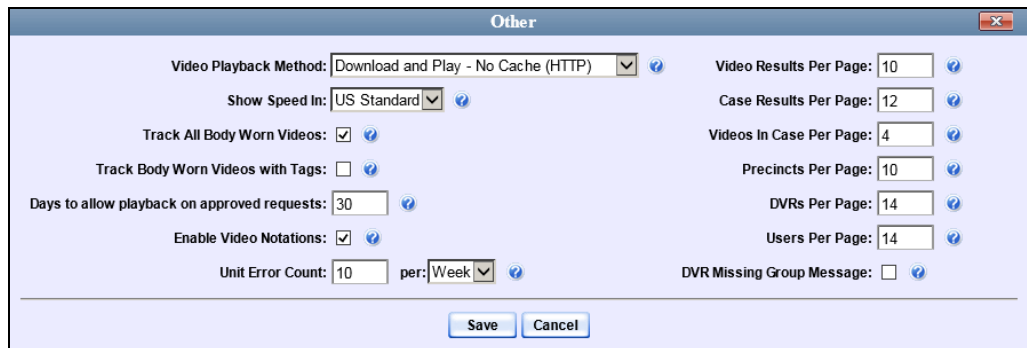 Other
Video Playback Method: Download and Play - No Cache (HTTP)
Show Speed In: US Standard
Track All Body Worn Videos:
Track Body Worn Videos with Tags:
Days to allow playback on approved requests: 30
Enable Video Notations:
Unit Error Count: 10 per: Week
Video Results Per Page: 10
Case Results Per Page: 12
Videos In Case Per Page: 4
Precincts Per Page: 10
DVRs Per Page: 14
Users Per Page: 14
DVR Missing Group Message:
Save Cancel